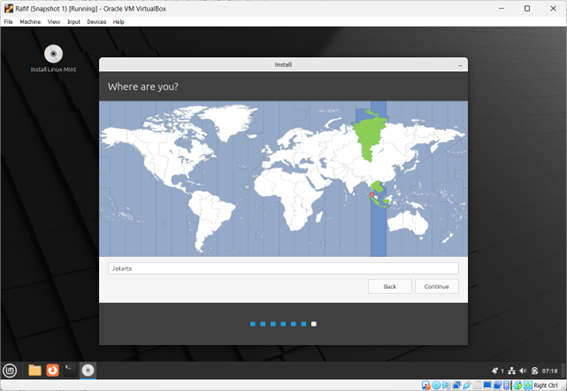 Rafif (Snapshot 1) [Running] - Oracle VM VirtualBox
File Machine View Input Devices Help
Install Linux Mint
Install
Where are you?
Jakarta
Back Continue
1 07:18
Right Ctrl